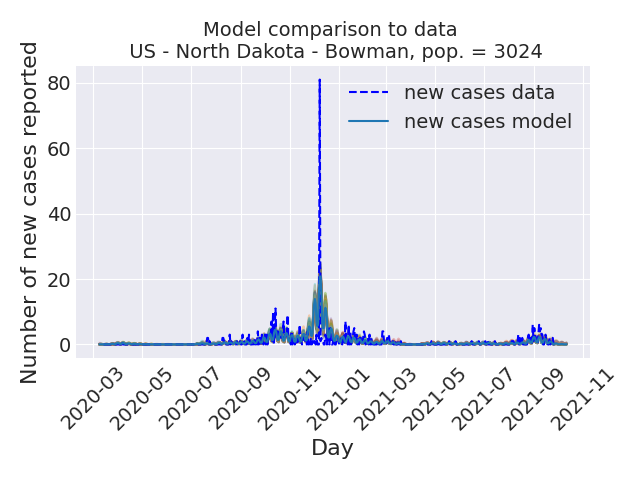 Model comparison to data
US - North Dakota - Bowman, pop. = 3024
Number of new cases reported
80
60
40
20
0
new cases data
new cases model
2020-03
2020-05
2020-07
2020-09
2020-11
2021-01
2021-03
2021-05
2021-07
2021-09
2021-11
Day